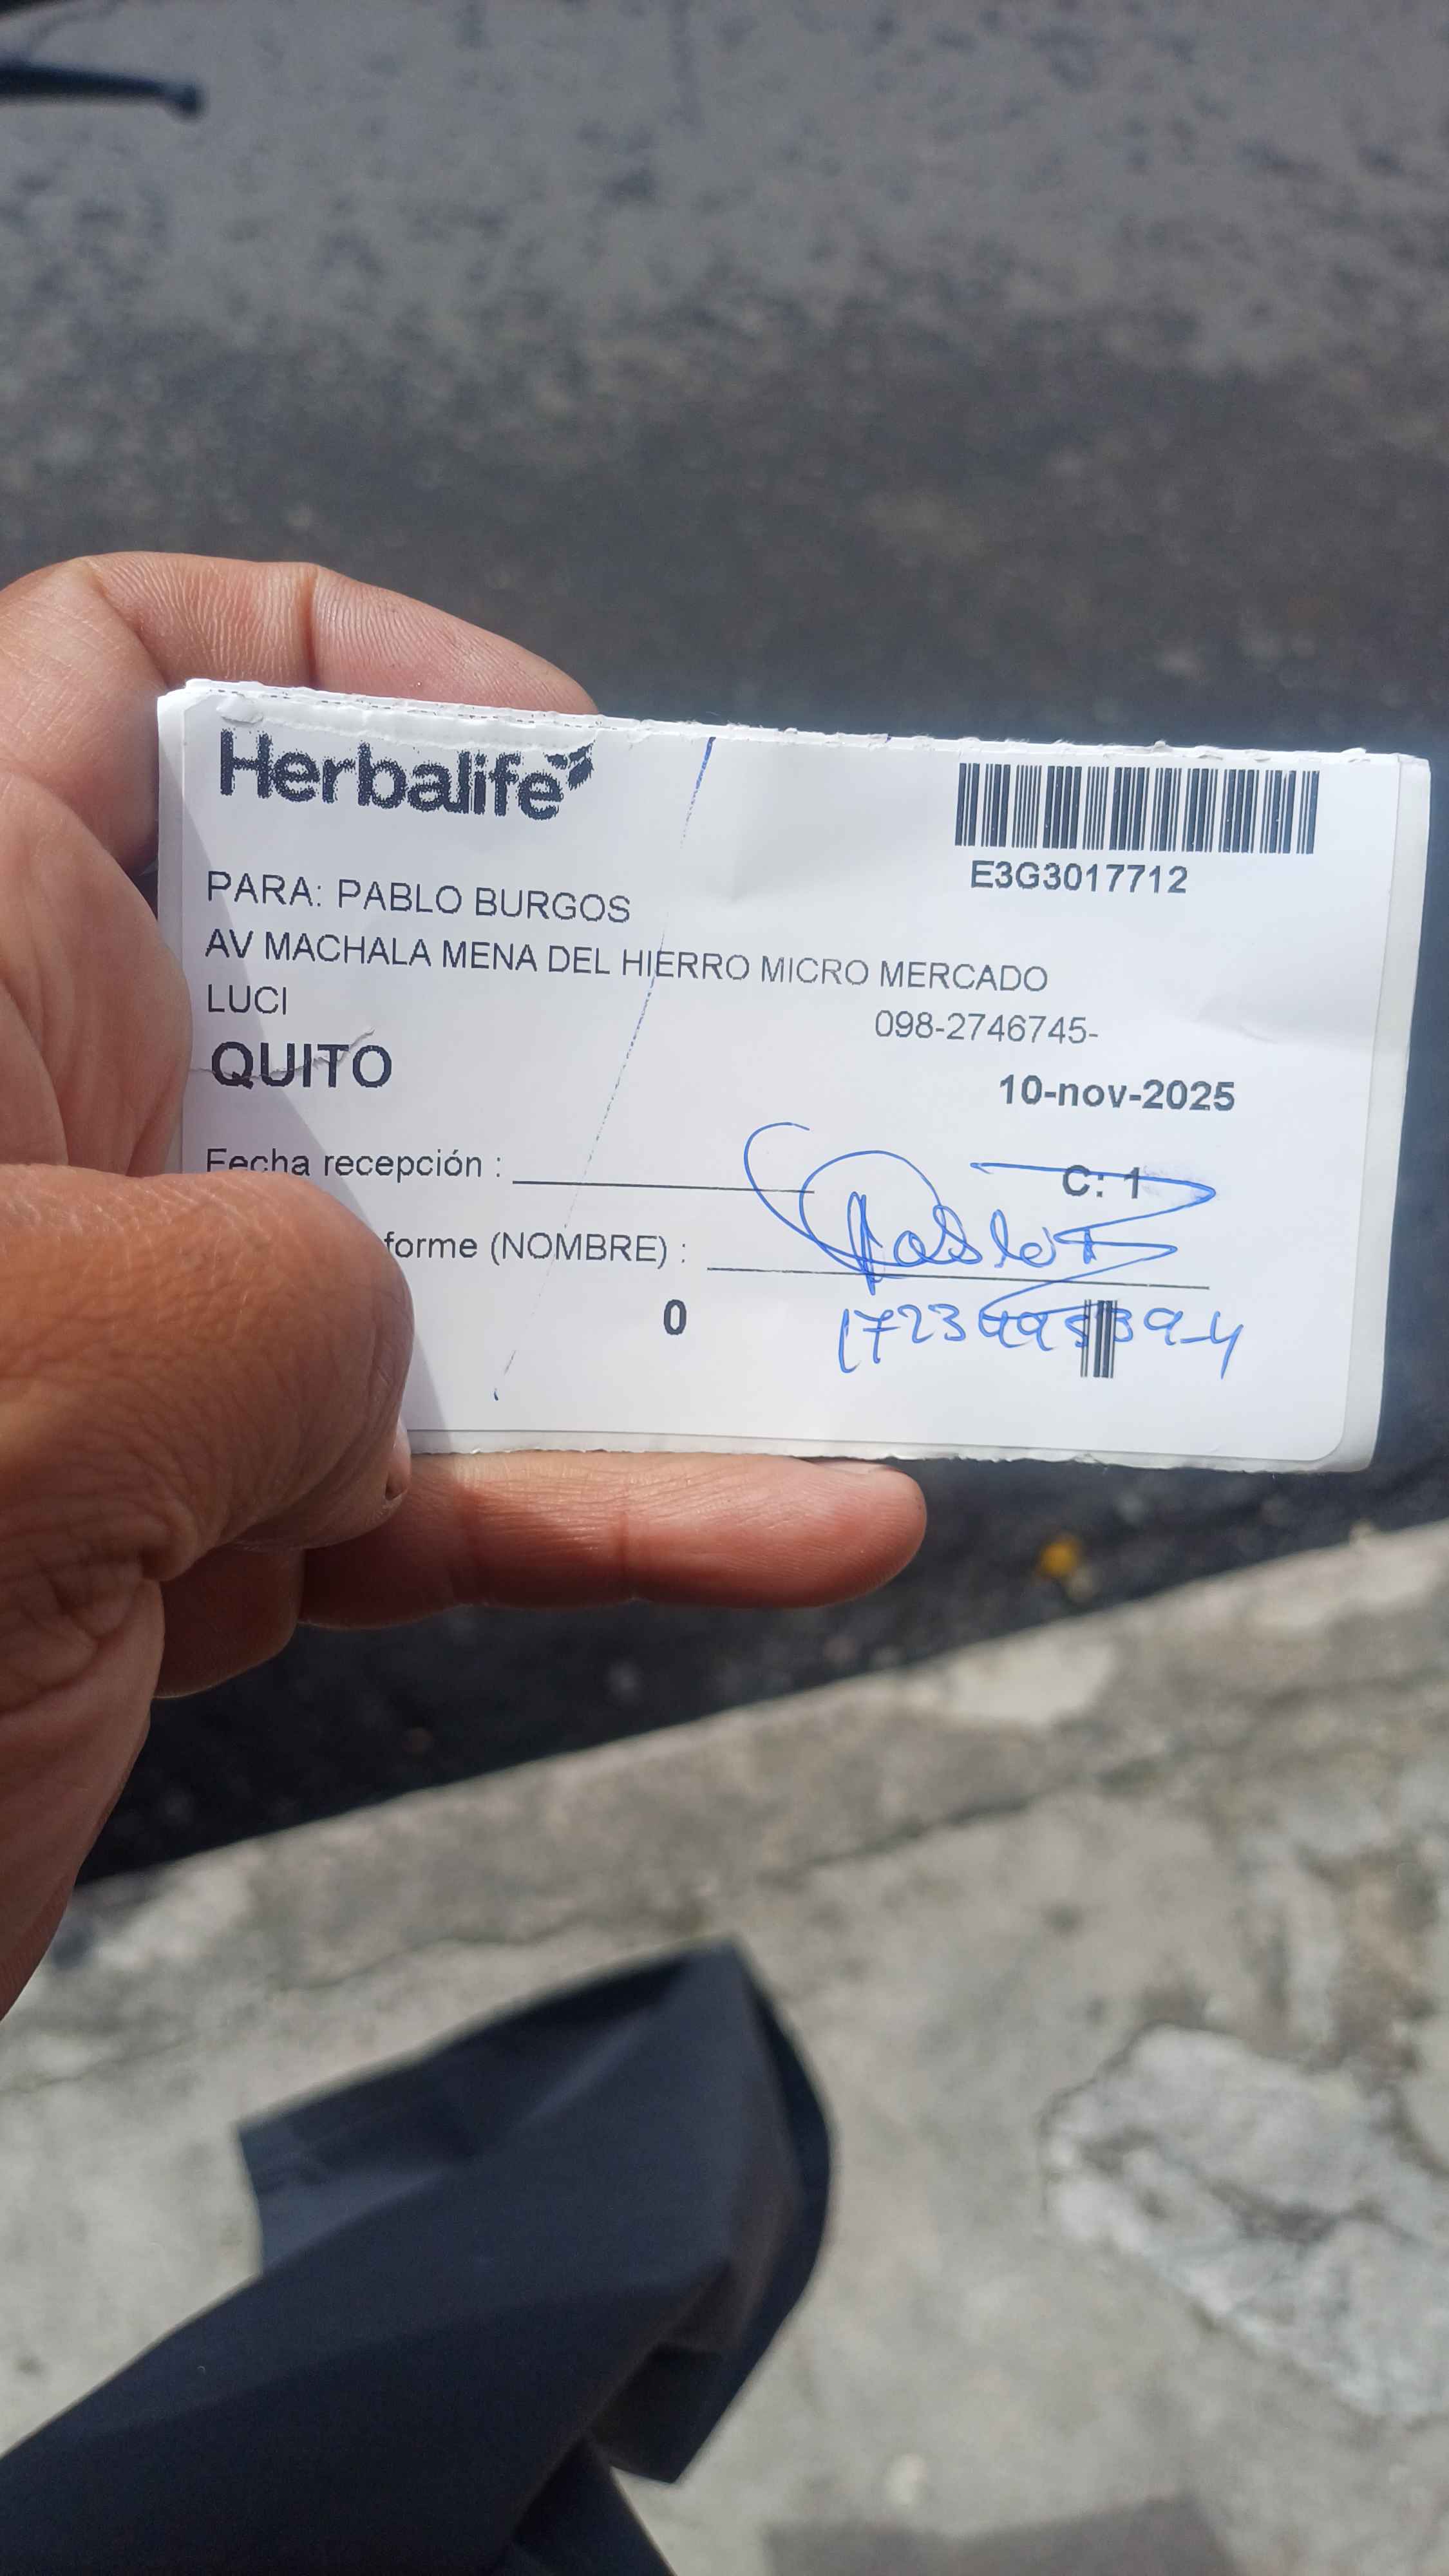 Herbalife
E3G3017712
PARA: PABLO BURGOS
AV MACHALA MENA DEL HIERRO MICRO MERCADO
LUCI
098-2746745-
QUITO
10-nov-2025
Fecha recepción :
C: 1
forme (NOMBRE) :
0